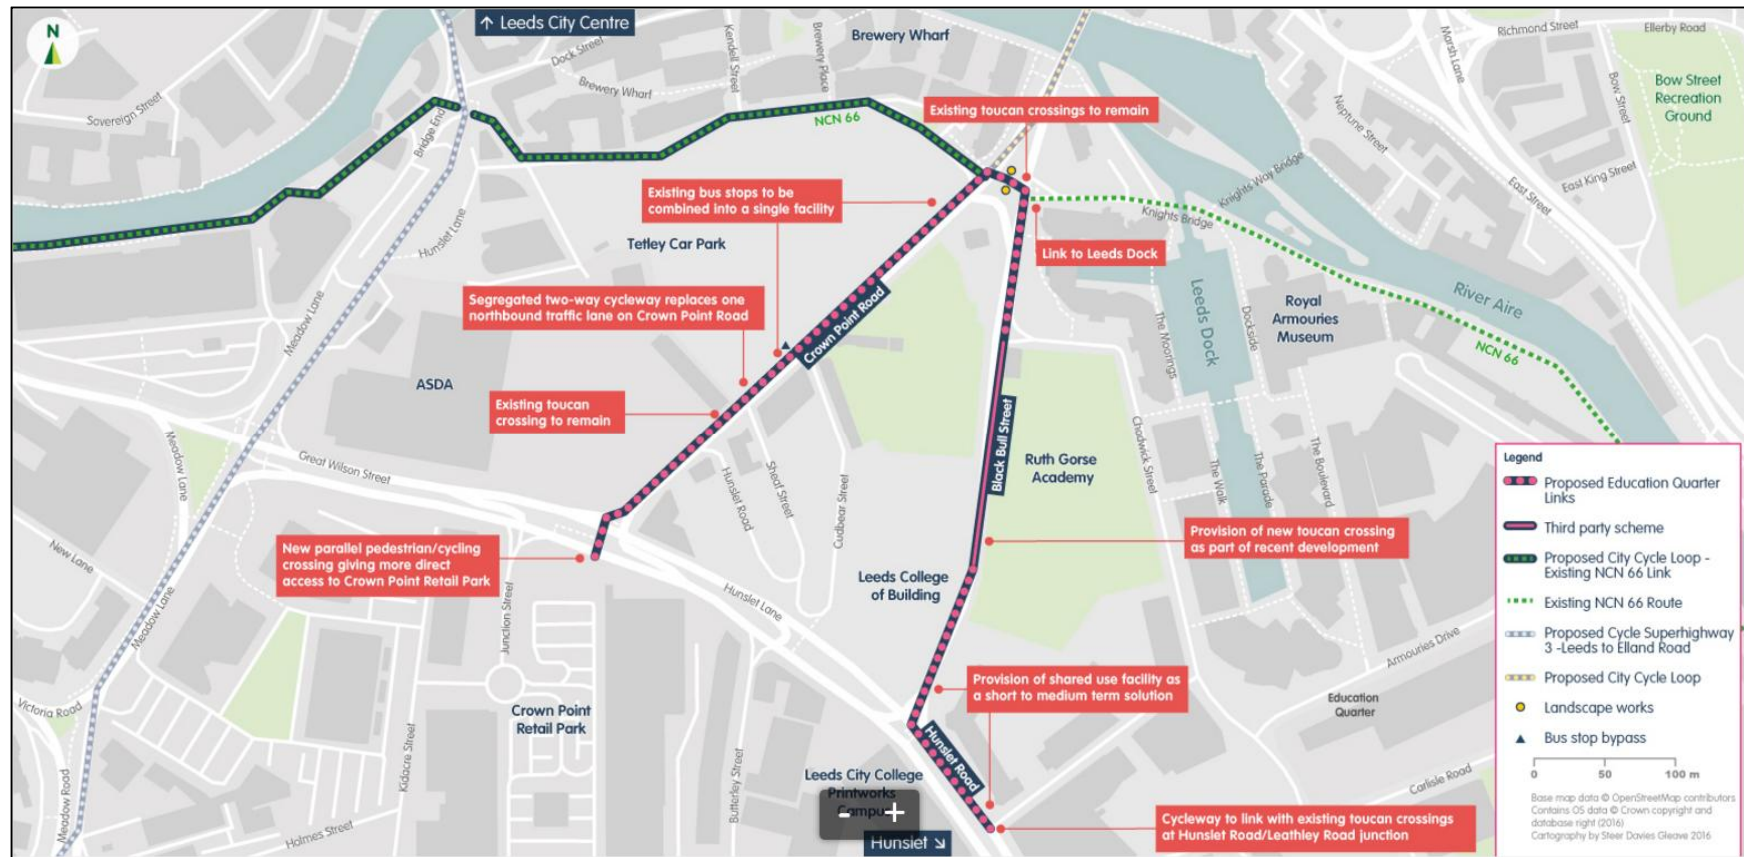 N
↑ Leeds City Centre
Brewery Wharf
Richmond Street
Ellerby Road
Sovereign Street
Dock Street
Kendell Street
Brewery Place
Brewery Wharf
Marsh Lane
Bow Street
Bow Street
Recreation
Ground
Neptune Street
East King Street
East Street
Bridge End
NCN 66
Existing toucan crossings to remain
Knights Way Bridge
Knights Bridge
Existing bus stops to be
combined into a single facility
Hunslet Lane
Tetley Car Park
Link to Leeds Dock
Segregated two-way cycleway replaces one
northbound traffic lane on Crown Point Road
Crown Point Road
Leeds Dock
Dockside
The Moorings
Royal
Armouries
Museum
River Aire
NCN 66
Meadow Lane
ASDA
Existing toucan
crossing to remain
Black Bull Street
Chadwick Street
Meadow Lane
Great Wilson Street
Hunslet Road
Sheaf Street
Cudbear Street
Ruth Gorse
Academy
The Walk
The Parade
The Boulevard
New Lane
New parallel pedestrian/cycling
crossing giving more direct
access to Crown Point Retail Park
Provision of new toucan crossing
as part of recent development
Leeds College
of Building
Hunslet Lane
Meadow Lane
Junction Street
Armouries Drive
Provision of shared use facility as
a short to medium term solution
Victoria Road
Crown Point
Retail Park
Education
Quarter
Kidacre Street
Hunslet Road
Butterley Street
Leeds City College
Printworks
Campus
- +
Meadow Road
Holmes Street
Carlisle Road
Cycleway to link with existing toucan crossings
at Hunslet Road/Leathley Road junction
Hunslet ↘
Legend
Proposed Education Quarter
Links
Third party scheme
Proposed City Cycle Loop -
Existing NCN 66 Link
Existing NCN 66 Route
Proposed Cycle Superhighway
3 -Leeds to Elland Road
Proposed City Cycle Loop
Landscape works
Bus stop bypass
0 50 100 m
Base map data © OpenStreetMap contributors
Contains OS data © Crown copyright and
database right (2016)
Cartography by Steer Davies Gleave 2016